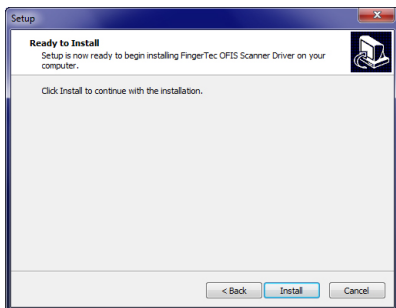 Setup
Ready to Install
Setup is now ready to begin installing FingerTec OFIS Scanner Driver on your
computer.
Click Install to continue with the installation.
< Back
Install
Cancel